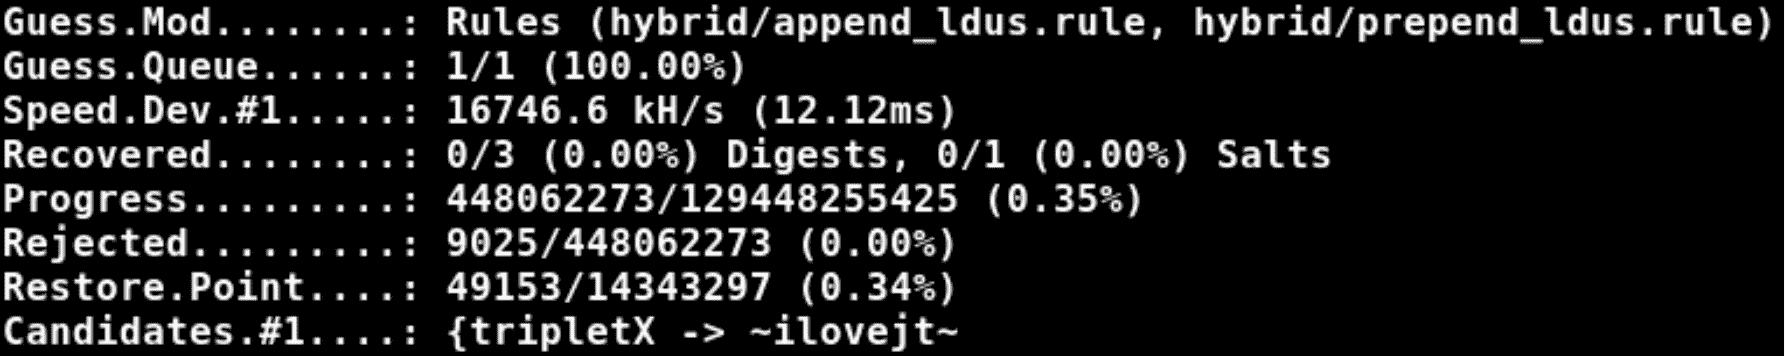 Guess.Mod........: Rules (hybrid/append_ldus.rule, hybrid/prepend_ldus.rule)
Guess.Queue......: 1/1 (100.00%)
Speed.Dev.#1.....: 16746.6 kH/s (12.12ms)
Recovered........: 0/3 (0.00%) Digests, 0/1 (0.00%) Salts
Progress.........: 448062273/129448255425 (0.35%)
Rejected.........: 9025/448062273 (0.00%)
Restore.Point....: 49153/14343297 (0.34%)
Candidates.#1....: {tripletX -> ~ilovejt~